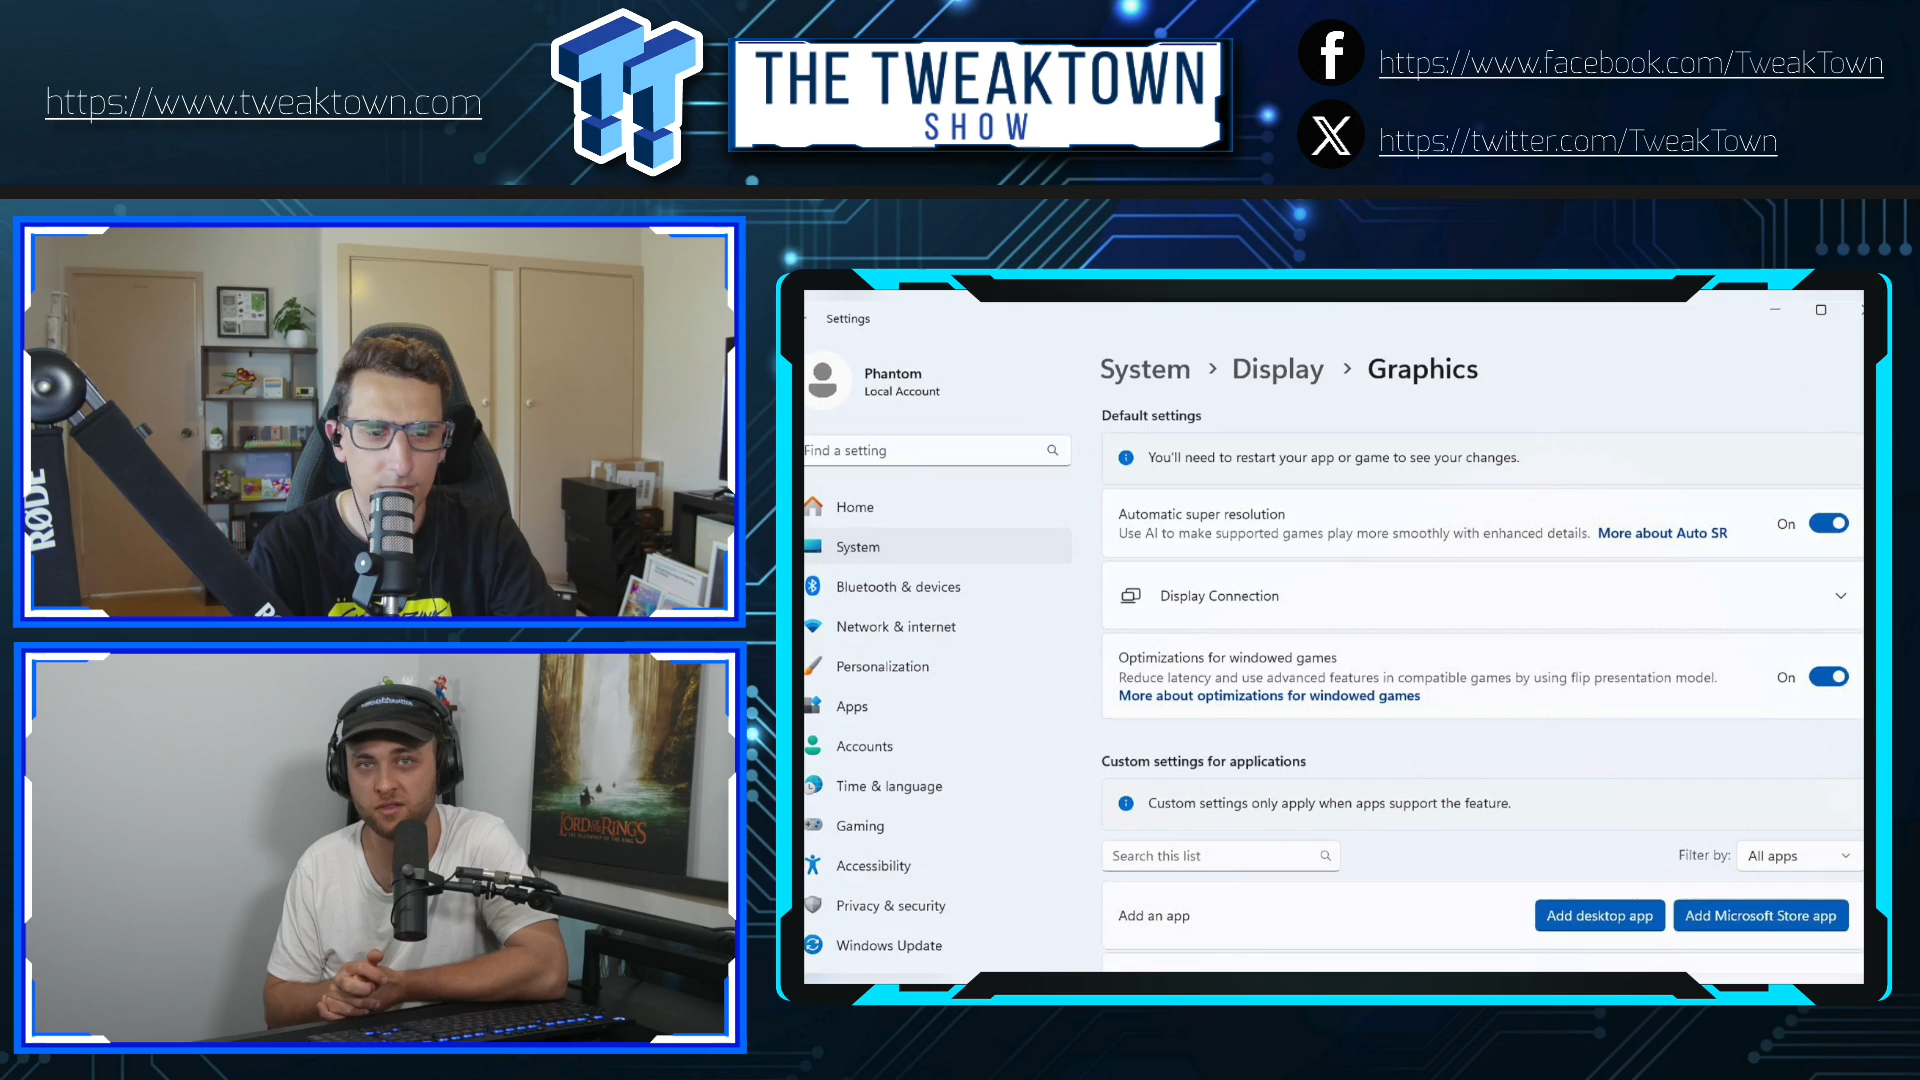 https://www.tweaktown.com
THE TWEAKTOWN
SHOW
https://www.facebook.com/TweakTown
https://twitter.com/TweakTown
RØDE
LORD OF THE RINGS
Settings
Phantom
Local Account
Find a setting
Home
System
Bluetooth & devices
Network & internet
Personalization
Apps
Accounts
Time & language
Gaming
Accessibility
Privacy & security
Windows Update
System > Display > Graphics
Default settings
You'll need to restart your app or game to see your changes.
Automatic super resolution
Use AI to make supported games play more smoothly with enhanced details. More about Auto SR
On
Display Connection
Optimizations for windowed games
Reduce latency and use advanced features in compatible games by using flip presentation model.
More about optimizations for windowed games
On
Custom settings for applications
Custom settings only apply when apps support the feature.
Search this list
Filter by: All apps
Add an app
Add desktop app
Add Microsoft Store app